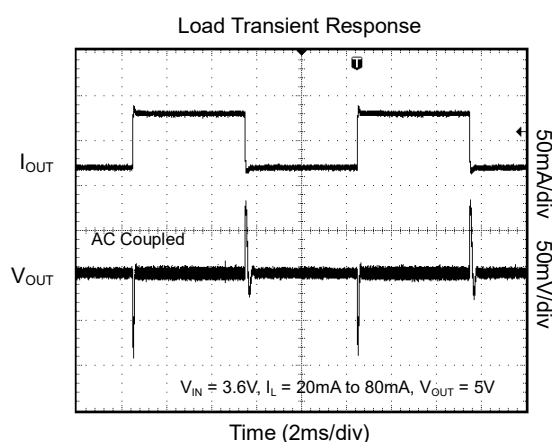 Load Transient Response
T
I_OUT
50mA/div
AC Coupled
V_OUT
50mV/div
V_IN = 3.6V, I_L = 20mA to 80mA, V_OUT = 5V
Time (2ms/div)